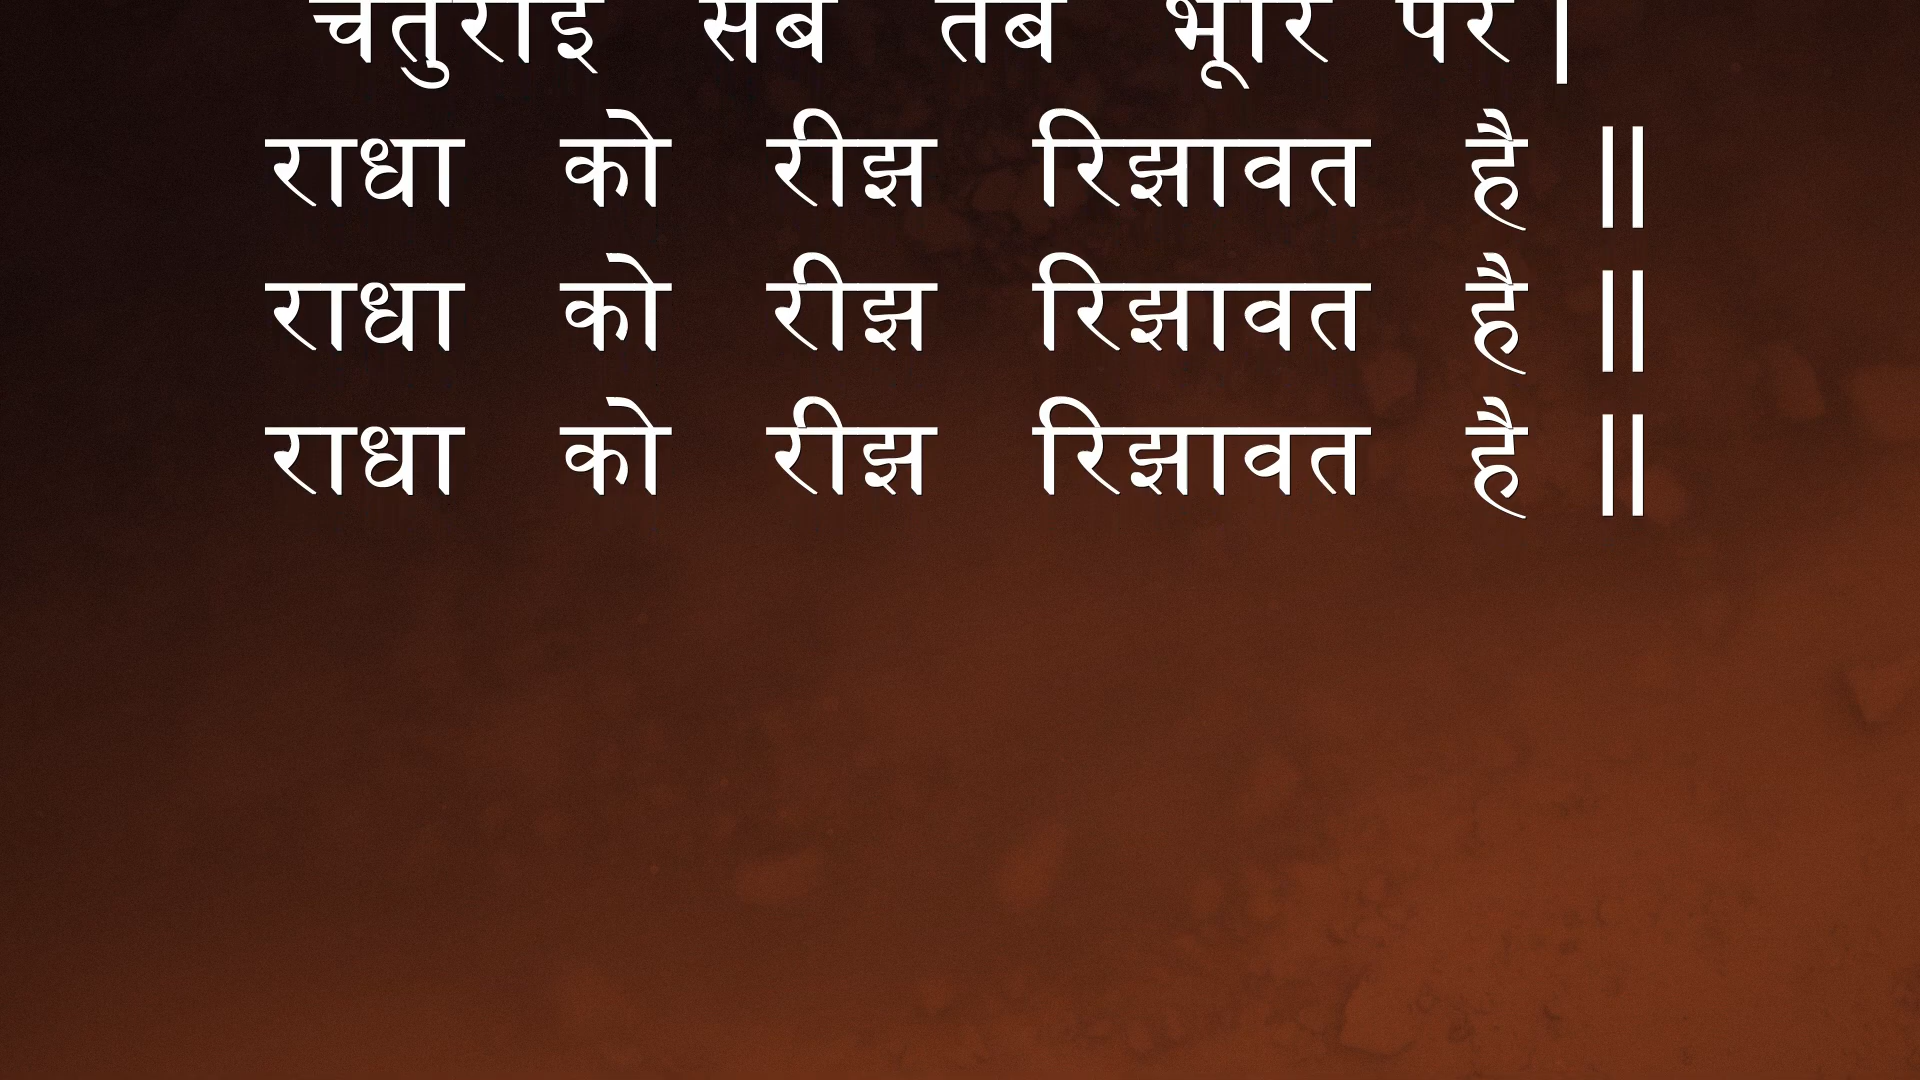 चतुराइ सब तब भूरि परे |
राधा को रीझ रिझावत है ||
राधा को रीझ रिझावत है ||
राधा को रीझ रिझावत है ||